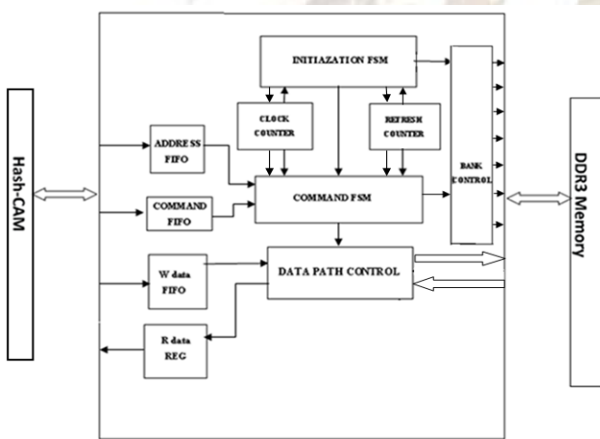 INITIAZATION FSM
CLOCK
COUNTER
REFRESH
COUNTER
BANK
CONTROL
ADDRESS
FIFO
COMMAND
FIFO
COMMAND FSM
W data
FIFO
DATA PATH CONTROL
R data
REG
Hash-CAM
DDR3 Memory